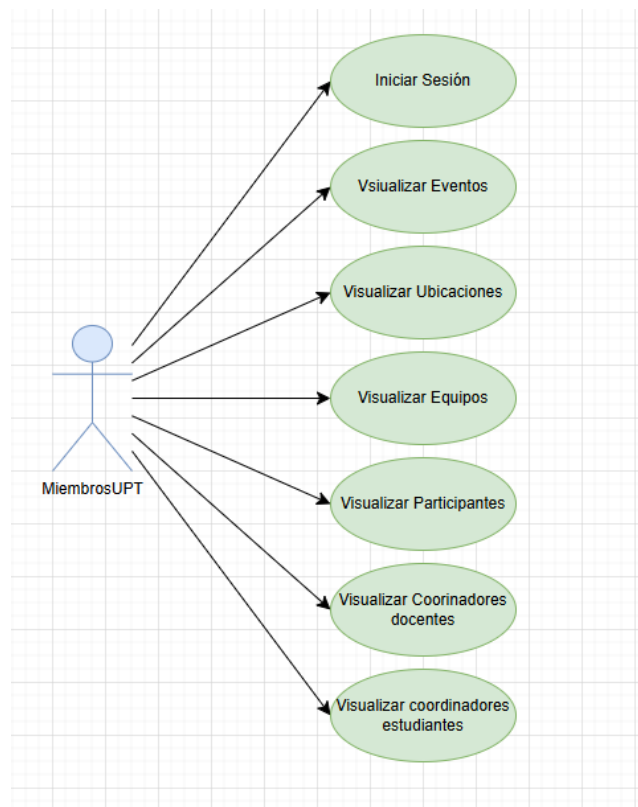 Iniciar Sesión
Vsiualizar Eventos
Visualizar Ubicaciones
Visualizar Equipos
MiembrosUPT
Visualizar Participantes
Visualizar Coorinadores
docentes
Visualizar coordinadores
estudiantes